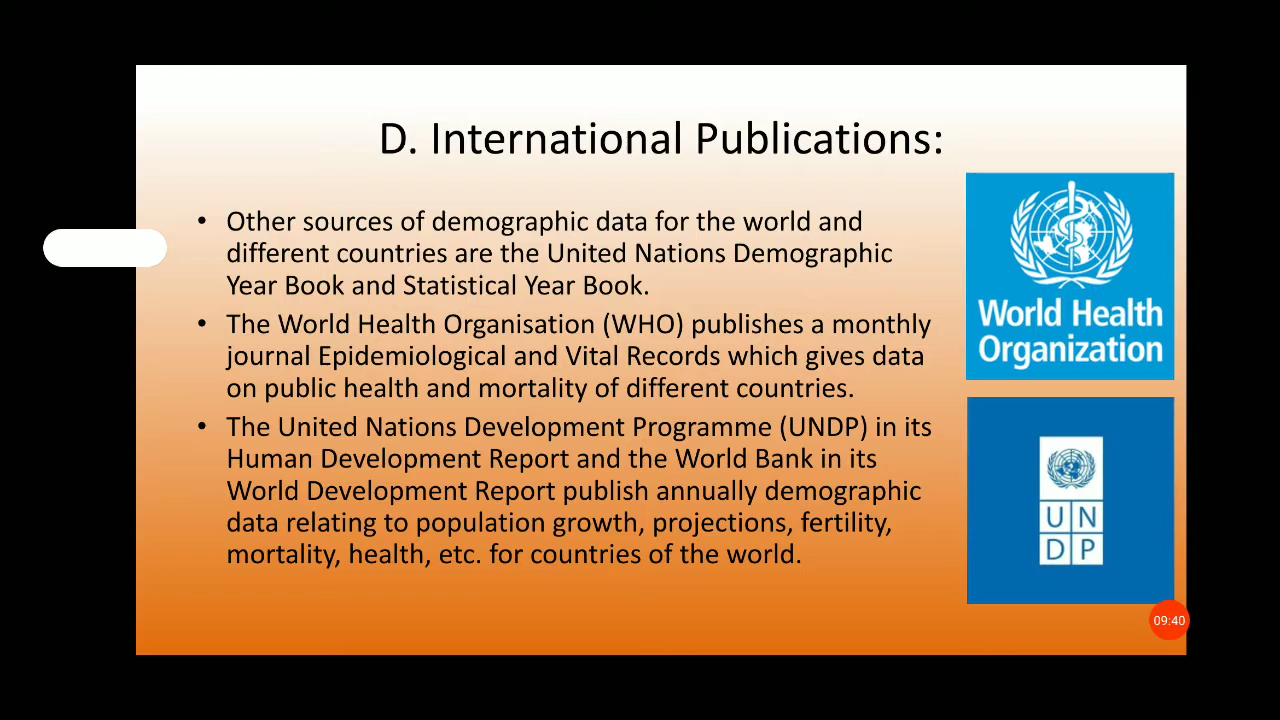 D. International Publications:
• Other sources of demographic data for the world and
different countries are the United Nations Demographic
Year Book and Statistical Year Book.
• The World Health Organisation (WHO) publishes a monthly
journal Epidemiological and Vital Records which gives data
on public health and mortality of different countries.
• The United Nations Development Programme (UNDP) in its
Human Development Report and the World Bank in its
World Development Report publish annually demographic
data relating to population growth, projections, fertility,
mortality, health, etc. for countries of the world.
World Health
Organization
U N
D P
09:40